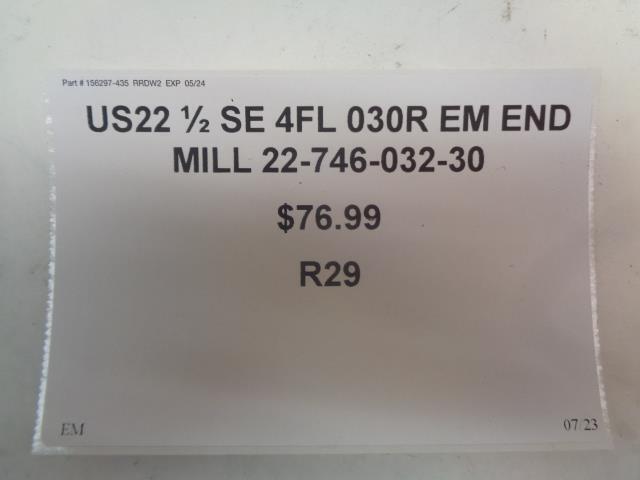 Part # 156297-435 RRDW2 EXP 05/24
US22 ½ SE 4FL 030R EM END
MILL 22-746-032-30
$76.99
R29
EM
07/23